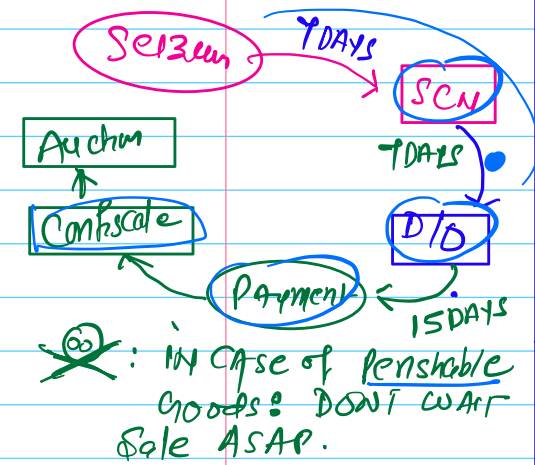 Seizure
7 DAYS
SCN
7 DAYS
D/O
15 DAYS
Payment
Confiscate
Auction
: IN CASE of Perishable
Goods: DONT WAIT
Sale ASAP.